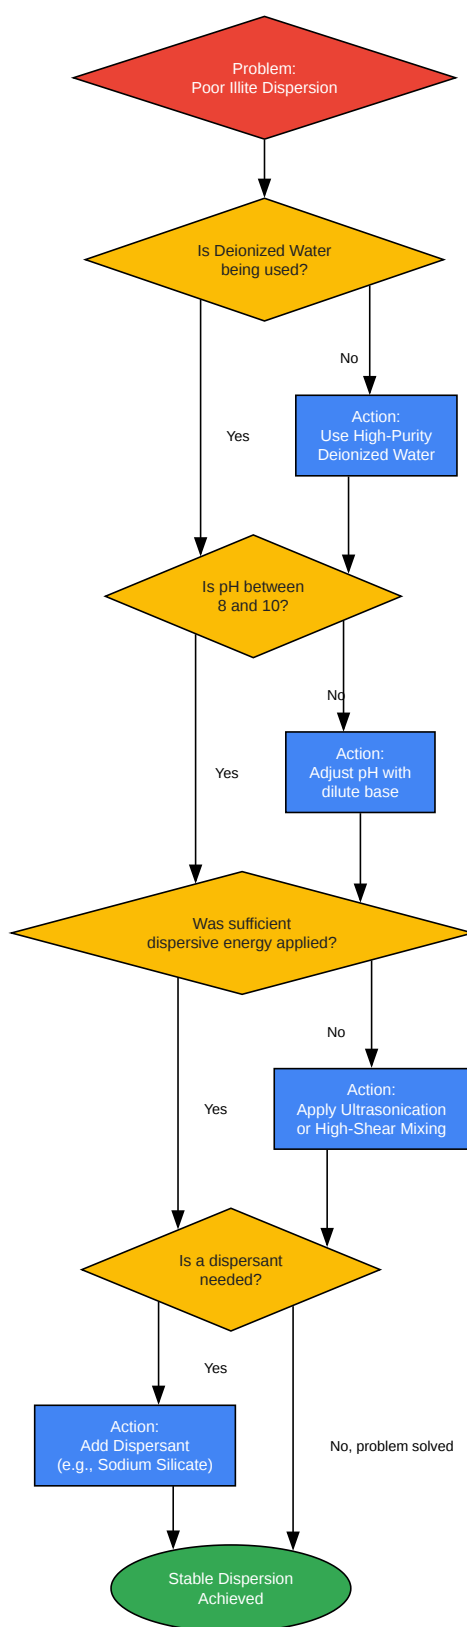 Problem:
Poor Illite Dispersion
Is Deionized Water
being used?
No
Action:
Use High-Purity
Deionized Water
Yes
Is pH between
8 and 10?
No
Action:
Adjust pH with
dilute base
Yes
Was sufficient
dispersive energy applied?
No
Action:
Apply Ultrasonication
or High-Shear Mixing
Yes
Is a dispersant
needed?
Yes
Action:
Add Dispersant
(e.g., Sodium Silicate)
No, problem solved
Stable Dispersion
Achieved